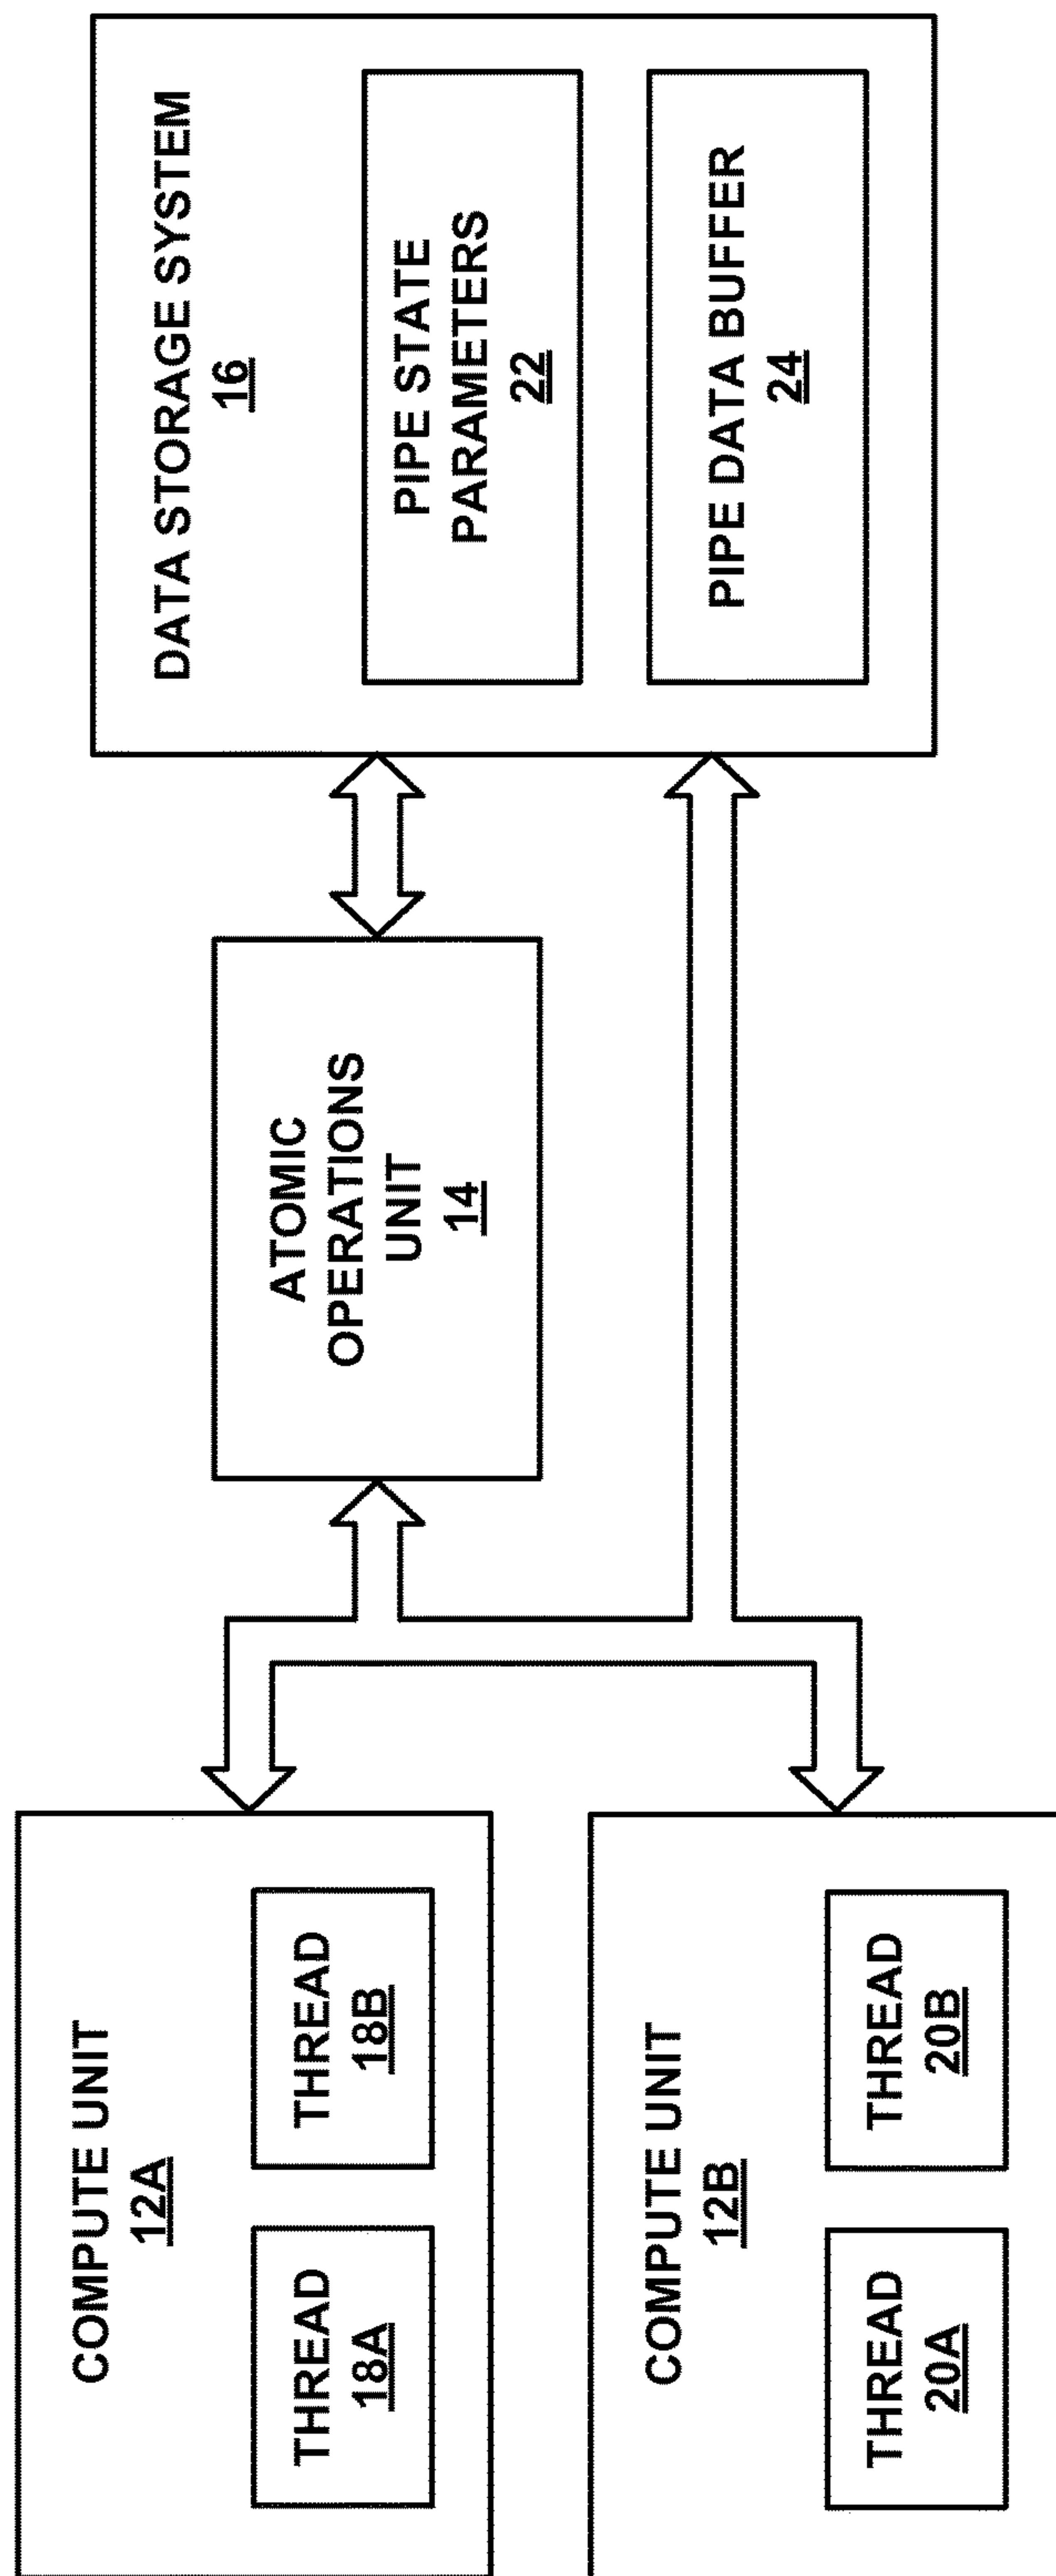 COMPUTE UNIT
12A
THREAD
18A
THREAD
18B
COMPUTE UNIT
12B
THREAD
20A
THREAD
20B
ATOMIC
OPERATIONS
UNIT
14
DATA STORAGE SYSTEM
16
PIPE STATE
PARAMETERS
22
PIPE DATA BUFFER
24